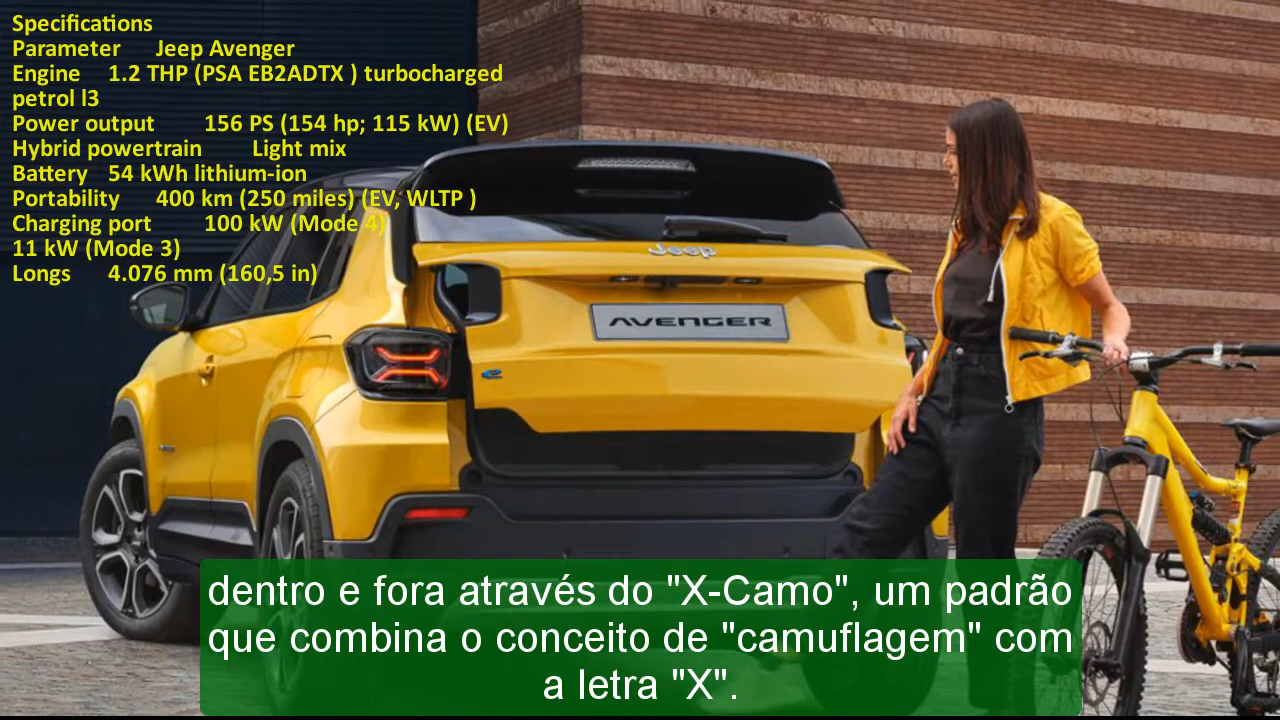 Specifications
Parameter Jeep Avenger
Engine 1.2 THP (PSA EB2ADTX ) turbocharged
petrol l3
Power output 156 PS (154 hp; 115 kW) (EV)
Hybrid powertrain Light mix
Battery 54 kWh lithium-ion
Portability 400 km (250 miles) (EV, WLTP )
Charging port 100 kW (Mode 4)
11 kW (Mode 3)
Longs 4.076 mm (160,5 in)
Jeep
AVENGER
e
dentro e fora através do "X-Camo", um padrão
que combina o conceito de "camuflagem" com
a letra "X".